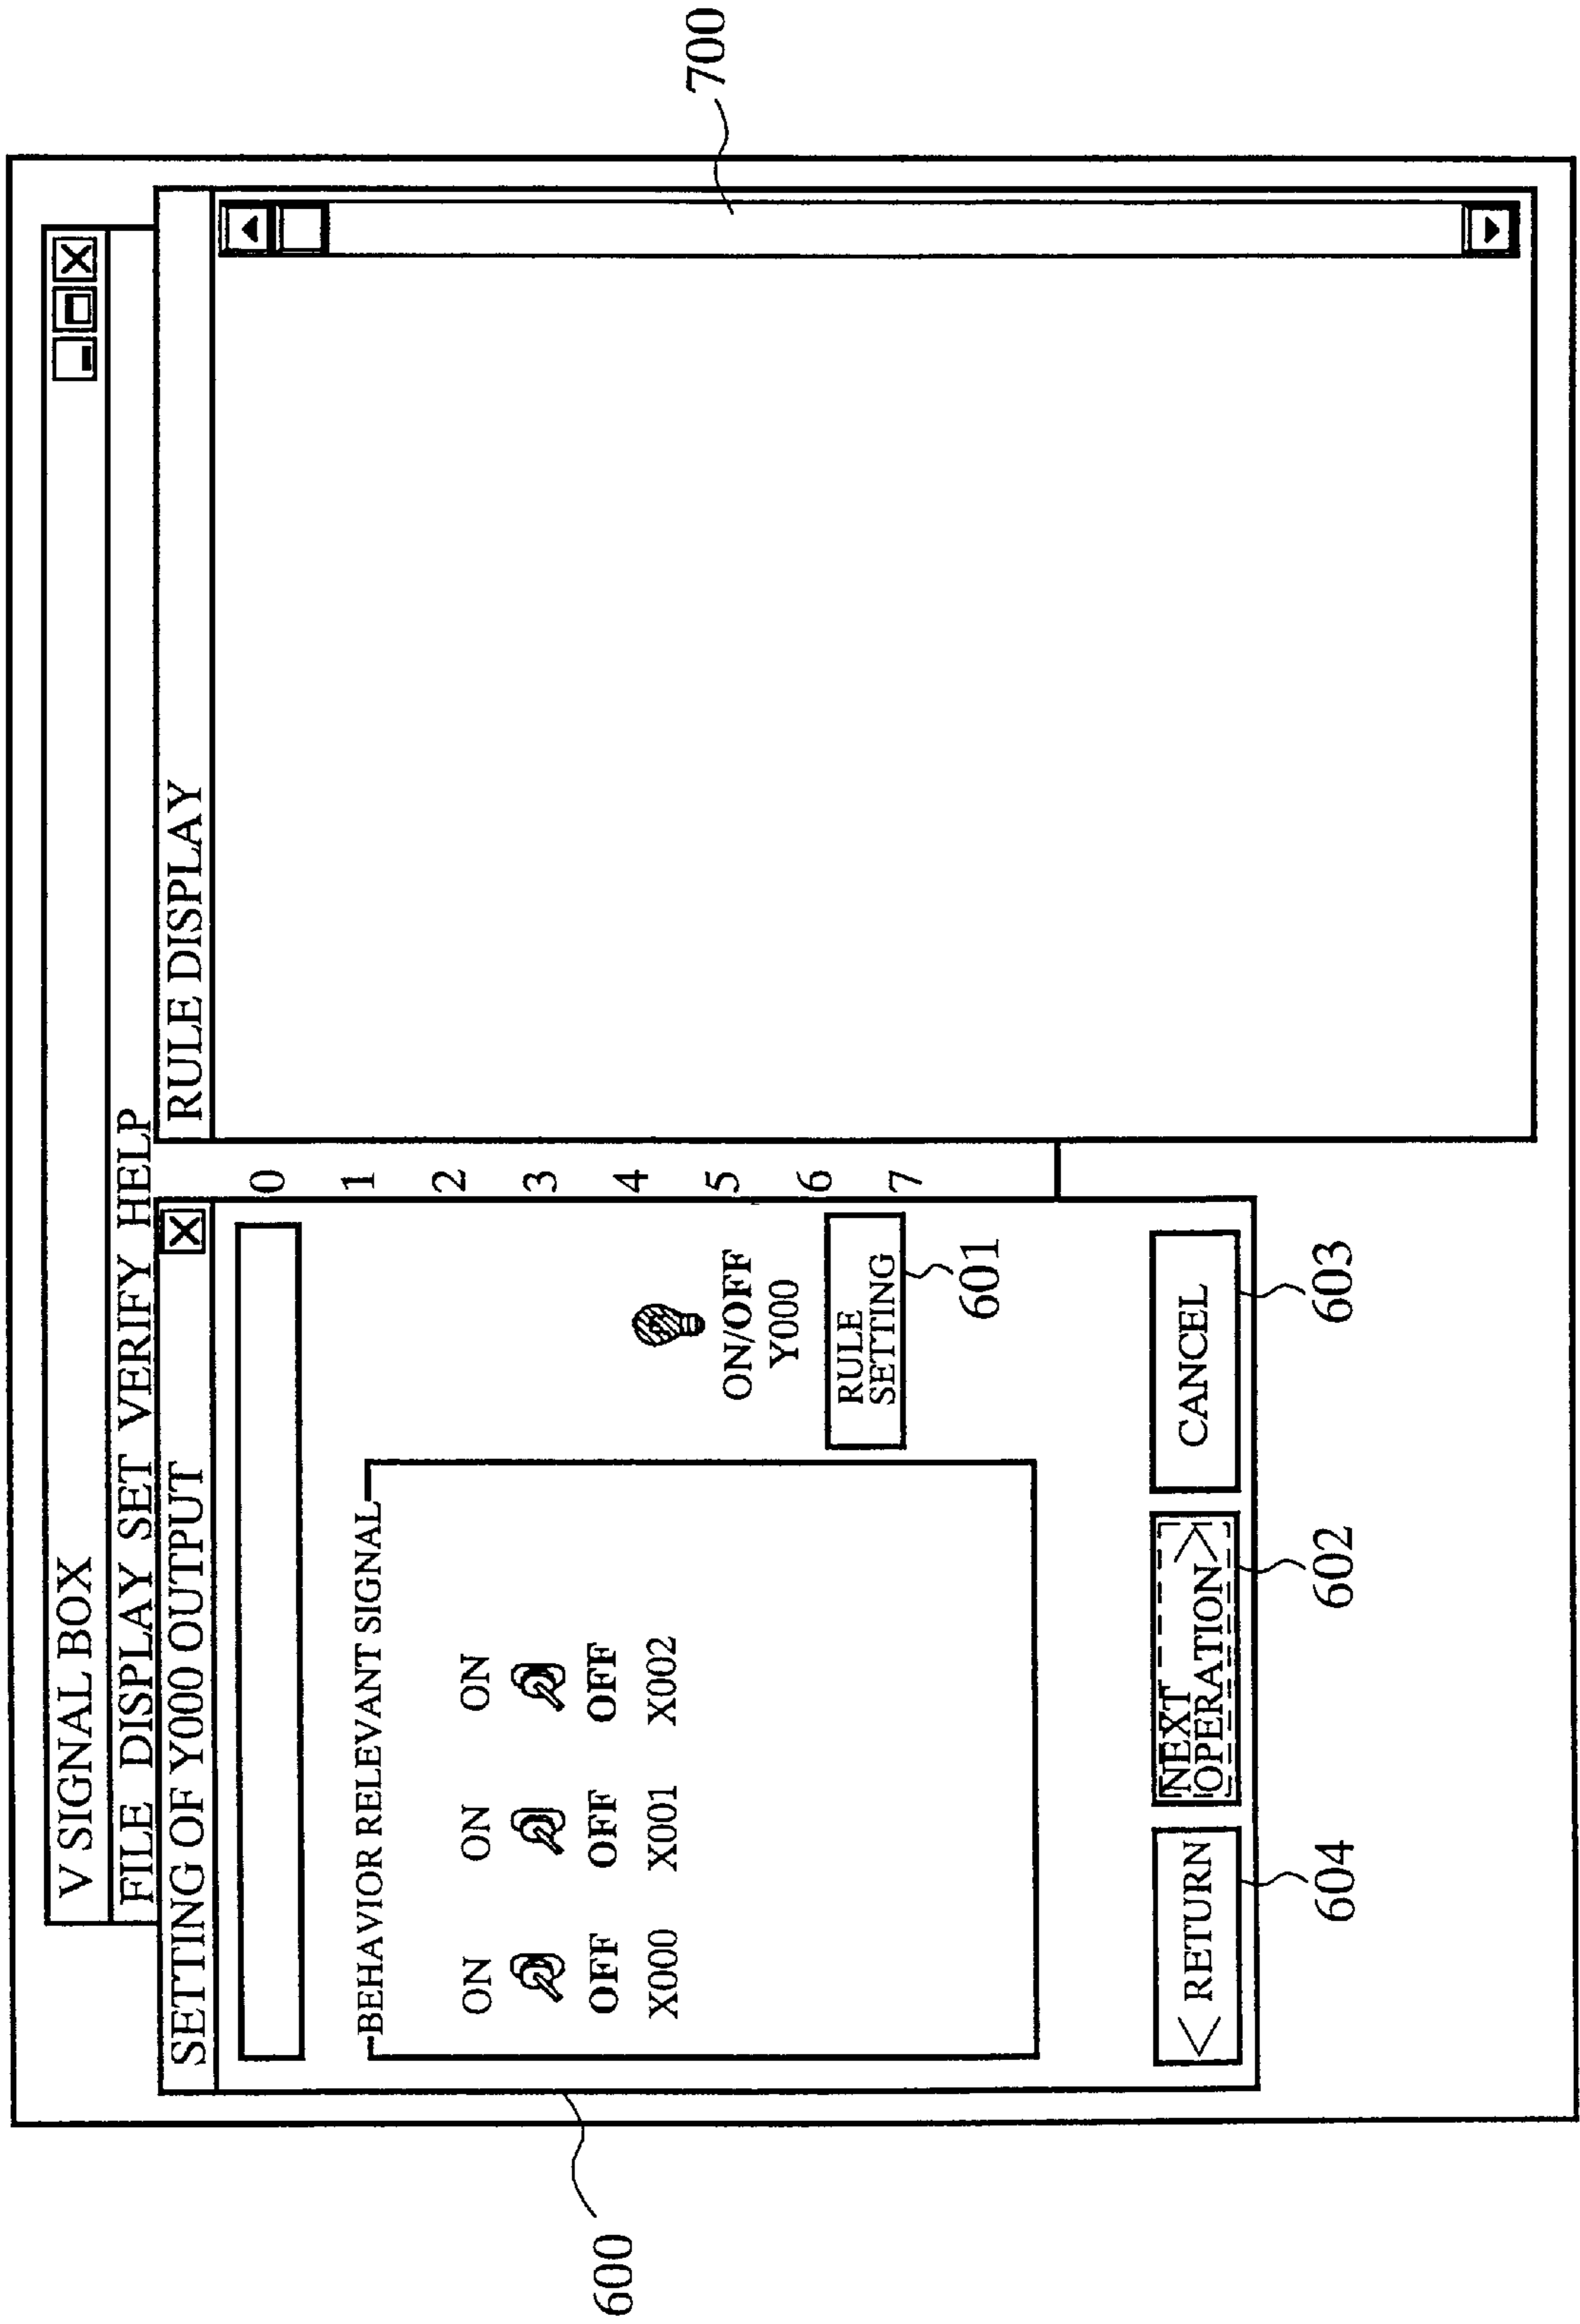 V SIGNAL BOX
FILE DISPLAY SET VERIFY HELP
SETTING OF Y000 OUTPUT
RULE DISPLAY
0
1
2
3
4
5
6
7
BEHAVIOR RELEVANT SIGNAL
ON ON ON
OFF OFF OFF
X000 X001 X002
ON/OFF
Y000
RULE
SETTING
601
< RETURN
NEXT
OPERATION >
CANCEL
604
602
603
600
700